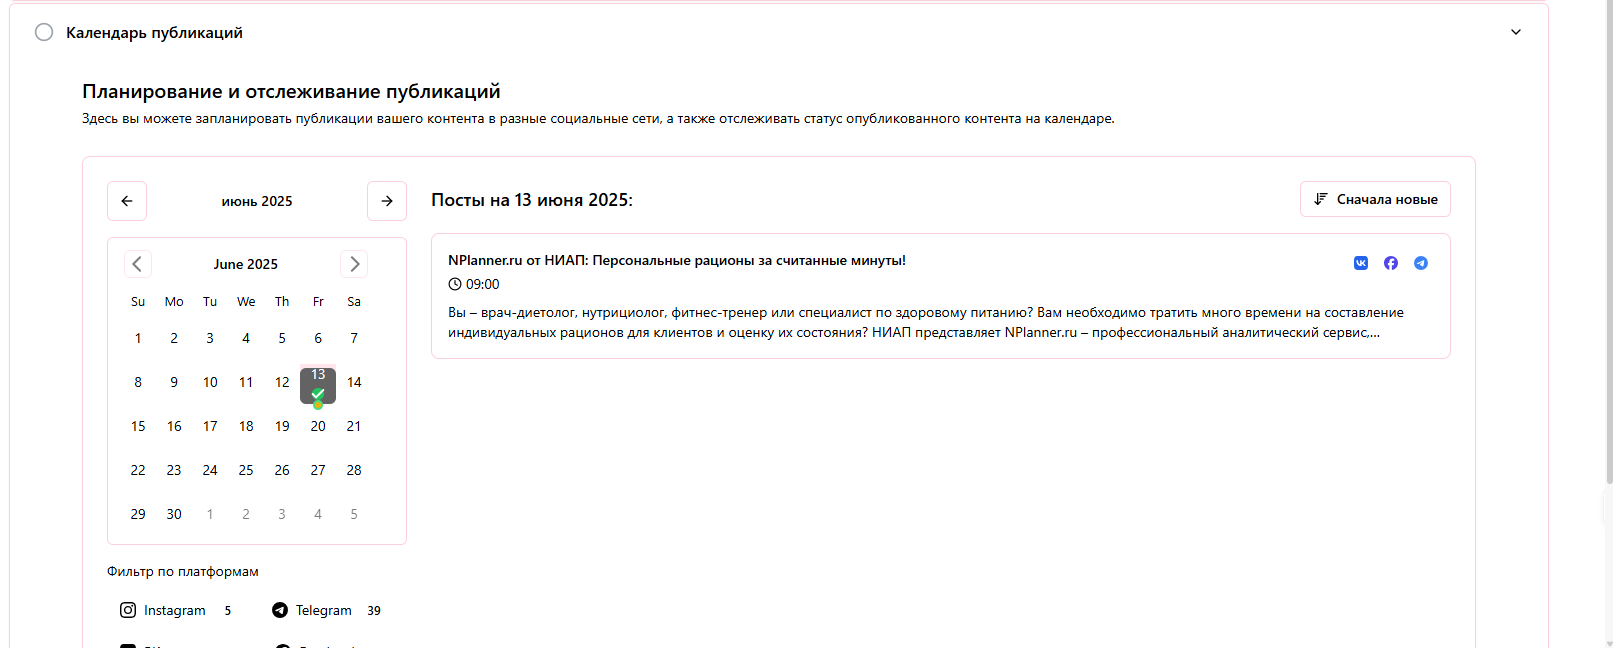 Календарь публикаций
Планирование и отслеживание публикаций
Здесь вы можете запланировать публикации вашего контента в разные социальные сети, а также отслеживать статус опубликованного контента на календаре.
июнь 2025
June 2025
Su Mo Tu We Th Fr Sa
1 2 3 4 5 6 7
8 9 10 11 12 13 14
15 16 17 18 19 20 21
22 23 24 25 26 27 28
29 30 1 2 3 4 5
Фильтр по платформам
Instagram 5 Telegram 39
Посты на 13 июня 2025:
Сначала новые
NPlanner.ru от НИАП: Персональные рационы за считанные минуты!
09:00
Вы – врач-диетолог, нутрициолог, фитнес-тренер или специалист по здоровому питанию? Вам необходимо тратить много времени на составление
индивидуальных рационов для клиентов и оценку их состояния? НИАП представляет NPlanner.ru – профессиональный аналитический сервис,...